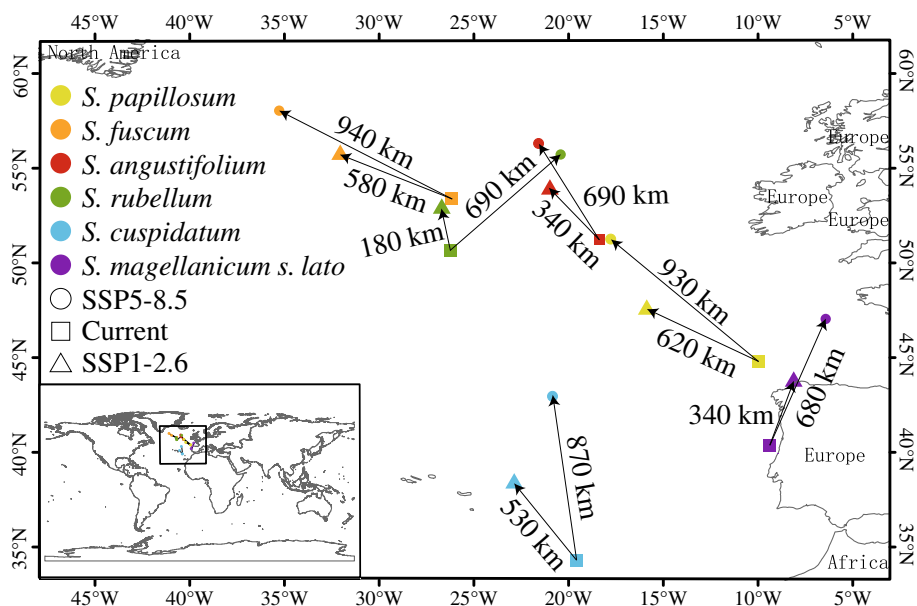 45°W 40°W 35°W 30°W 25°W 20°W 15°W 10°W 5°W
North America
60°N
60°N
S. papillosum
S. fuscum
940 km
Europe
S. angustifolium
55°N
55°N
580 km
690 km
690 km
S. rubellum
Europe
340 km
Europe
S. cuspidatum
180 km
50°N
50°N
S. magellanicum s. lato
930 km
SSP5-8.5
Current
620 km
SSP1-2.6
45°N
45°N
680 km
340 km
870 km
Europe
40°N
40°N
530 km
35°N
35°N
Africa
45°W 40°W 35°W 30°W 25°W 20°W 15°W 10°W 5°W